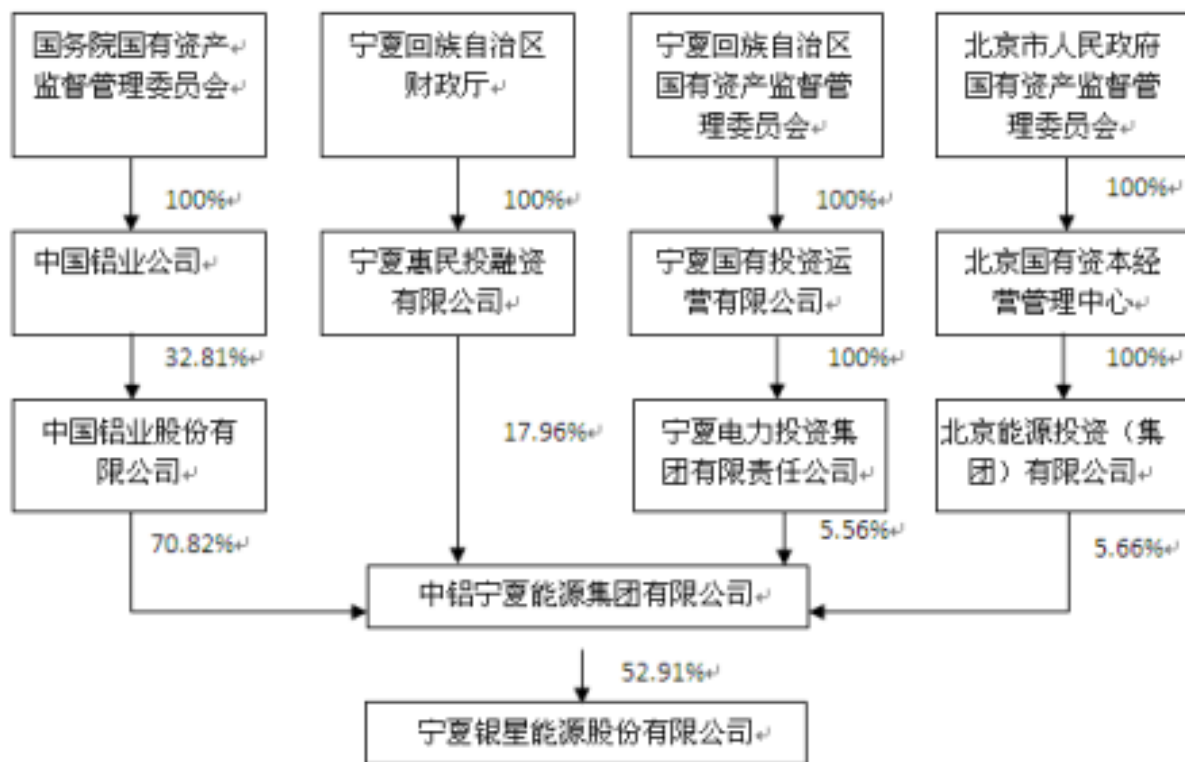 国务院国有资产
监督管理委员会
宁夏回族自治区
财政厅
宁夏回族自治区
国有资产监督管
理委员会
北京市人民政府
国有资产监督管
理委员会
100%
100%
100%
100%
中国铝业公司
宁夏惠民投融资
有限公司
宁夏国有投资运
营有限公司
北京国有资本经
营管理中心
32.81%
100%
100%
中国铝业股份有
限公司
17.96%
宁夏电力投资集
团有限责任公司
北京能源投资（集
团）有限公司
70.82%
5.56%
5.66%
中铝宁夏能源集团有限公司
52.91%
宁夏银星能源股份有限公司